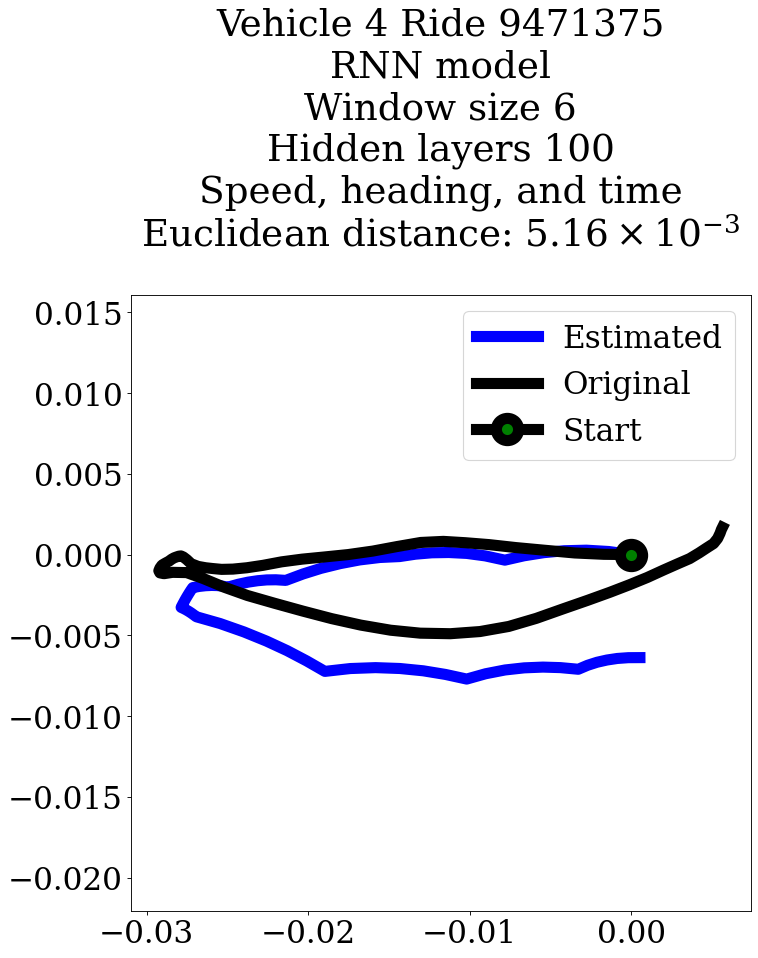 Vehicle 4 Ride 9471375
RNN model
Window size 6
Hidden layers 100
Speed, heading, and time
Euclidean distance: 5.16 × 10⁻³
Estimated
Original
Start
0.015
0.010
0.005
0.000
−0.005
−0.010
−0.015
−0.020
−0.03 −0.02 −0.01 0.00